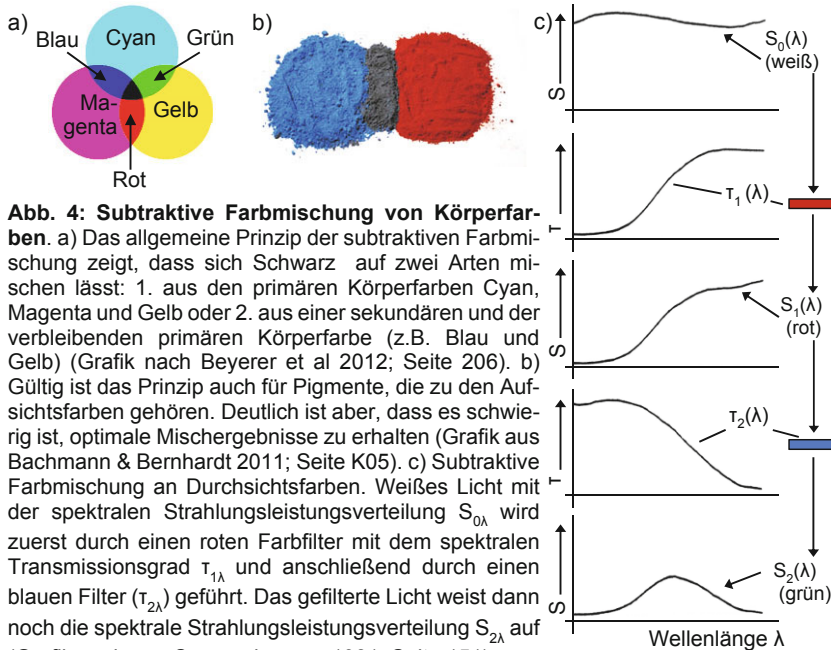 a)
Cyan
Blau
Grün
Ma-
genta
Gelb
Rot
b)
Abb. 4: Subtraktive Farbmischung von Körperfar-
ben. a) Das allgemeine Prinzip der subtraktiven Farbmi-
schung zeigt, dass sich Schwarz auf zwei Arten mi-
schen lässt: 1. aus den primären Körperfarben Cyan,
Magenta und Gelb oder 2. aus einer sekundären und der
verbleibenden primären Körperfarbe (z.B. Blau und
Gelb) (Grafik nach Beyerer et al 2012; Seite 206). b)
Gültig ist das Prinzip auch für Pigmente, die zu den Auf-
sichtsfarben gehören. Deutlich ist aber, dass es schwie-
rig ist, optimale Mischergebnisse zu erhalten (Grafik aus
Bachmann & Bernhardt 2011; Seite K05). c) Subtraktive
Farbmischung an Durchsichtsfarben. Weißes Licht mit
der spektralen Strahlungsleistungsverteilung S0λ wird
zuerst durch einen roten Farbfilter mit dem spektralen
Transmissionsgrad τ1λ und anschließend durch einen
blauen Filter (τ2λ) geführt. Das gefilterte Licht weist dann
noch die spektrale Strahlungsleistungsverteilung S2λ auf
c)
S
S0(λ)
(weiß)
τ
τ1(λ)
S
S1(λ)
(rot)
τ
τ2(λ)
S
S2(λ)
(grün)
Wellenlänge λ